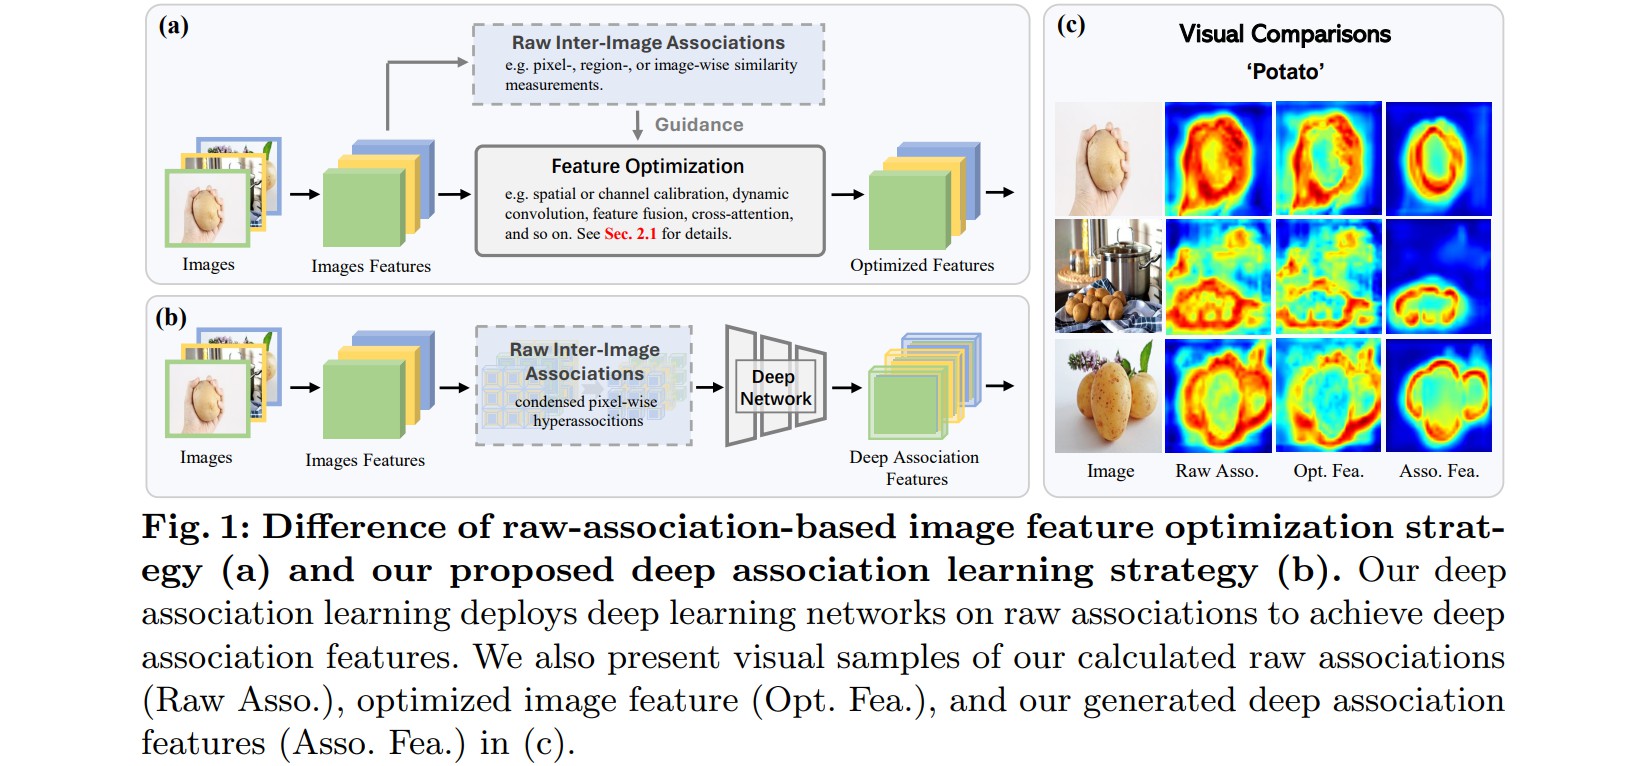 (a)
Raw Inter-Image Associations
e.g. pixel-, region-, or image-wise similarity
measurements.
Guidance
Feature Optimization
e.g. spatial or channel calibration, dynamic
convolution, feature fusion, cross-attention,
and so on. See Sec. 2.1 for details.
Images
Images Features
Optimized Features
(b)
Raw Inter-Image
Associations
condensed pixel-wise
hyperassocitions
Deep
Network
Images
Images Features
Deep Association
Features
(c)
Visual Comparisons
‘Potato’
Image
Raw Asso.
Opt. Fea.
Asso. Fea.
Fig. 1: Difference of raw-association-based image feature optimization strat-
egy (a) and our proposed deep association learning strategy (b). Our deep
association learning deploys deep learning networks on raw associations to achieve deep
association features. We also present visual samples of our calculated raw associations
(Raw Asso.), optimized image feature (Opt. Fea.), and our generated deep association
features (Asso. Fea.) in (c).